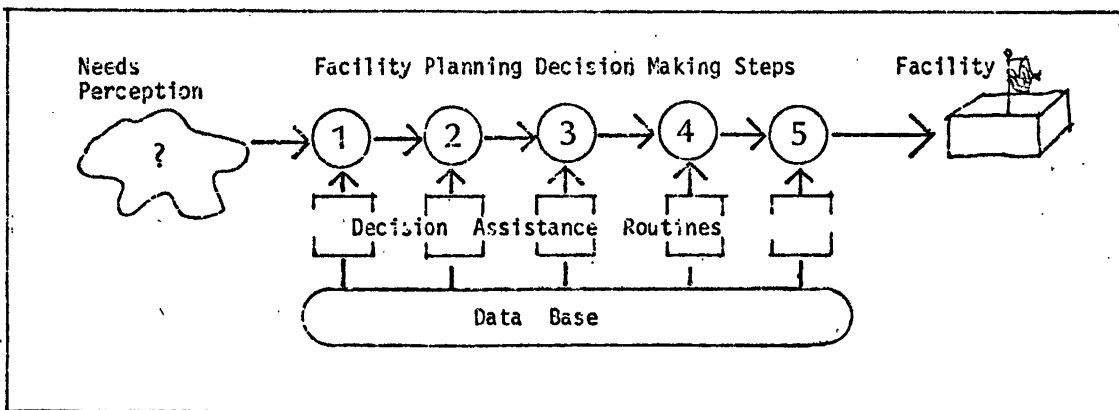 Needs
Perception
Facility Planning Decision Making Steps
Facility
?
1
2
3
4
5
Decision Assistance Routines
Data Base